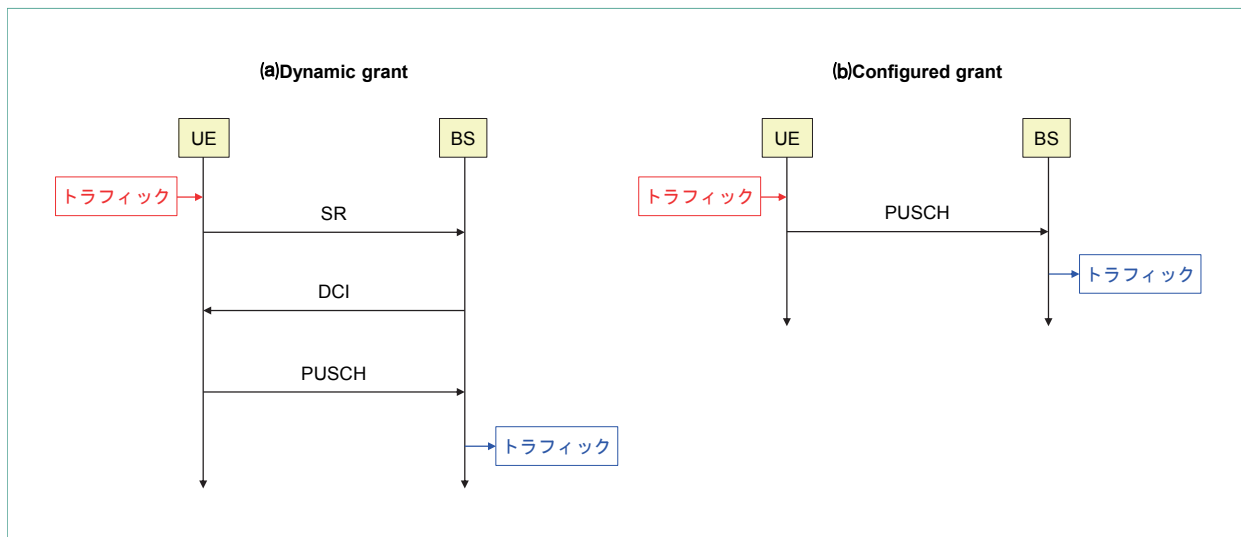 (a)Dynamic grant
UE
BS
トラフィック
SR
DCI
PUSCH
トラフィック
(b)Configured grant
UE
BS
トラフィック
PUSCH
トラフィック